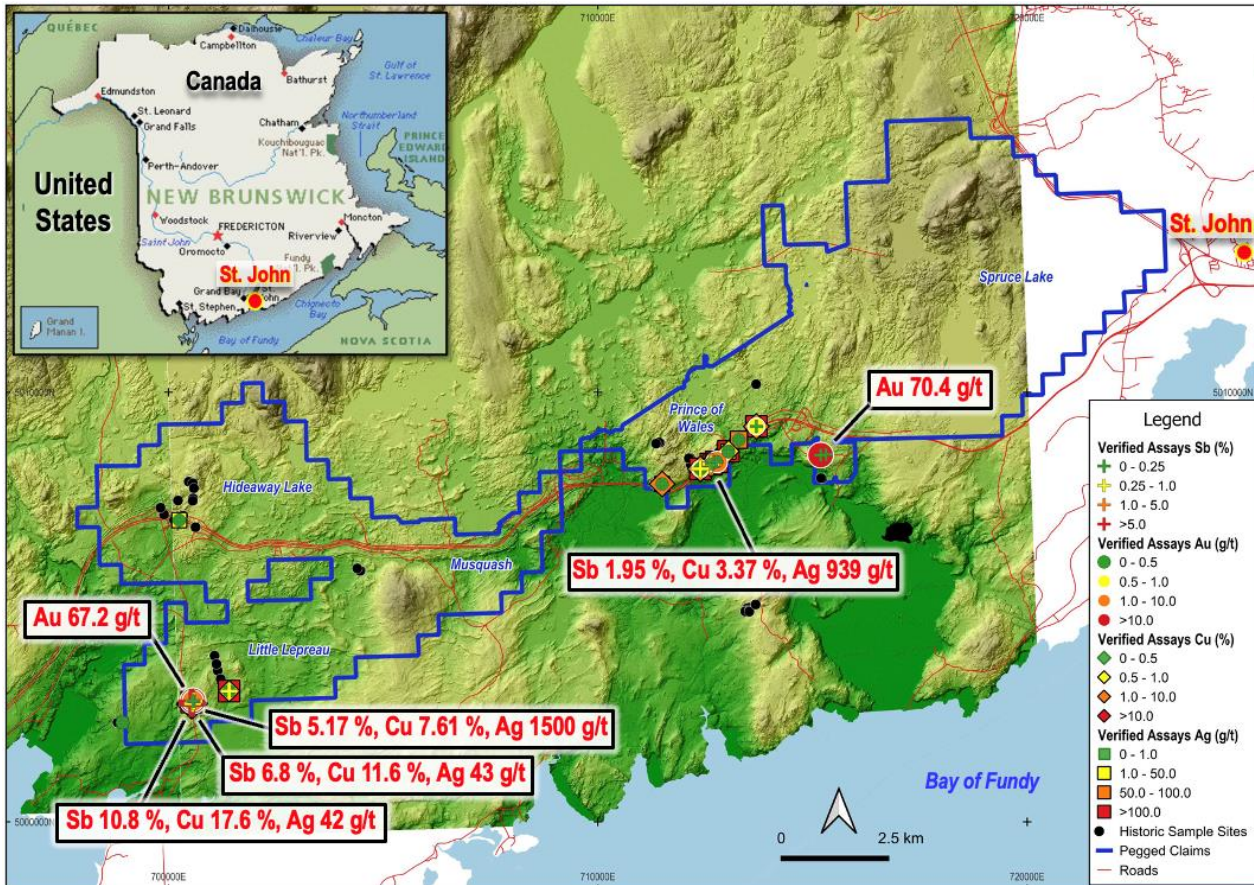 QUÉBEC
Dalhousie
Campbellton
Chaleur Bay
Canada
Bathurst
Gulf of
St. Lawrence
Edmundston
St. Leonard
Grand Falls
Chatham
Northumberland
Strait
Kouchibouguac
Nat'l. Pk.
PRINCE
EDWARD
ISLAND
Perth-Andover
United
States
NEW BRUNSWICK
Woodstock
FREDERICTON
Moncton
Saint John
Oromocto
Riverview
Fundy
St. John
Grand Bay
St. Stephen
Chignecto
Bay
Grand
Manan I.
Bay of Fundy
NOVA SCOTIA
710000E
5010000N
5010000N
St. John
Spruce Lake
Au 70.4 g/t
Prince of
Wales
Hideaway Lake
Musquash
Sb 1.95 %, Cu 3.37 %, Ag 939 g/t
Au 67.2 g/t
Little Lepreau
Sb 5.17 %, Cu 7.61 %, Ag 1500 g/t
Sb 6.8 %, Cu 11.6 %, Ag 43 g/t
Sb 10.8 %, Cu 17.6 %, Ag 42 g/t
Bay of Fundy
0 2.5 km
5000000N
700000E
710000E
720000E
Legend
Verified Assays Sb (%)
0 - 0.25
0.25 - 1.0
1.0 - 5.0
>5.0
Verified Assays Au (g/t)
0 - 0.5
0.5 - 1.0
1.0 - 10.0
>10.0
Verified Assays Cu (%)
0 - 0.5
0.5 - 1.0
1.0 - 10.0
>10.0
Verified Assays Ag (g/t)
0 - 1.0
1.0 - 50.0
50.0 - 100.0
>100.0
Historic Sample Sites
Pegged Claims
Roads